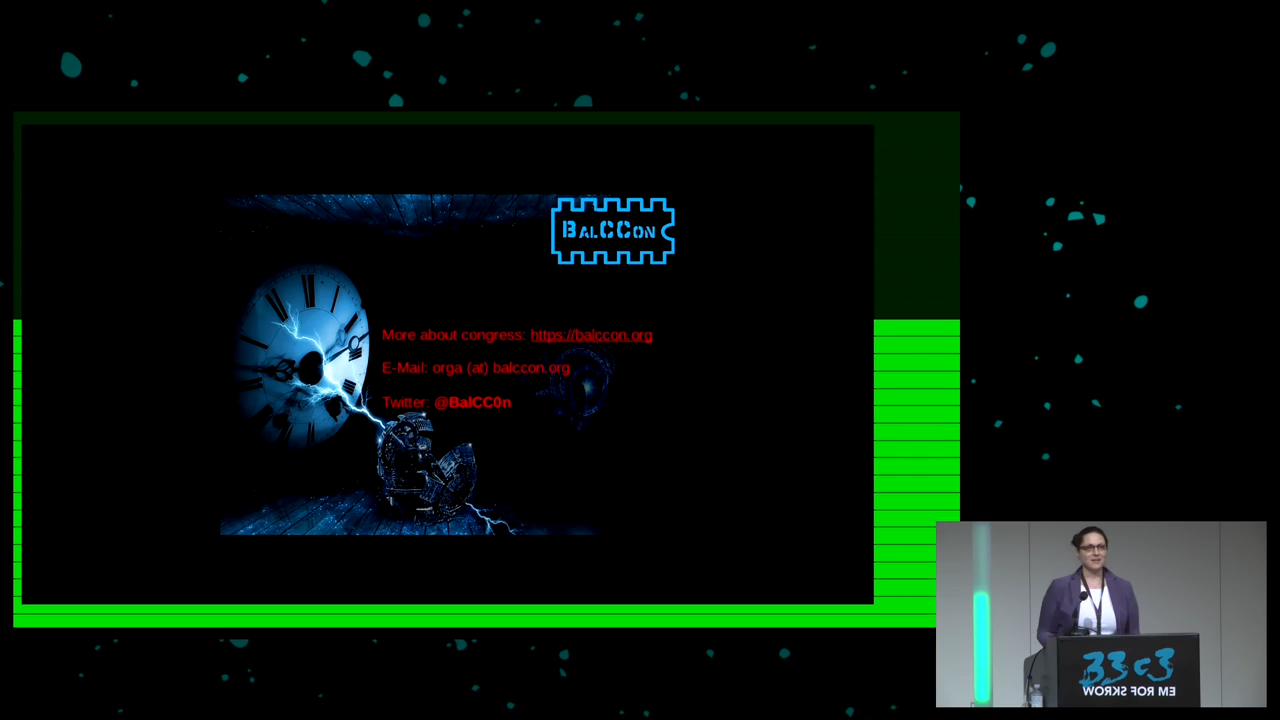 BALCCON
More about congress: https://balccon.org
E-Mail: orga (at) balccon.org
Twitter: @BalCC0n
33c3
WORKS FOR ME